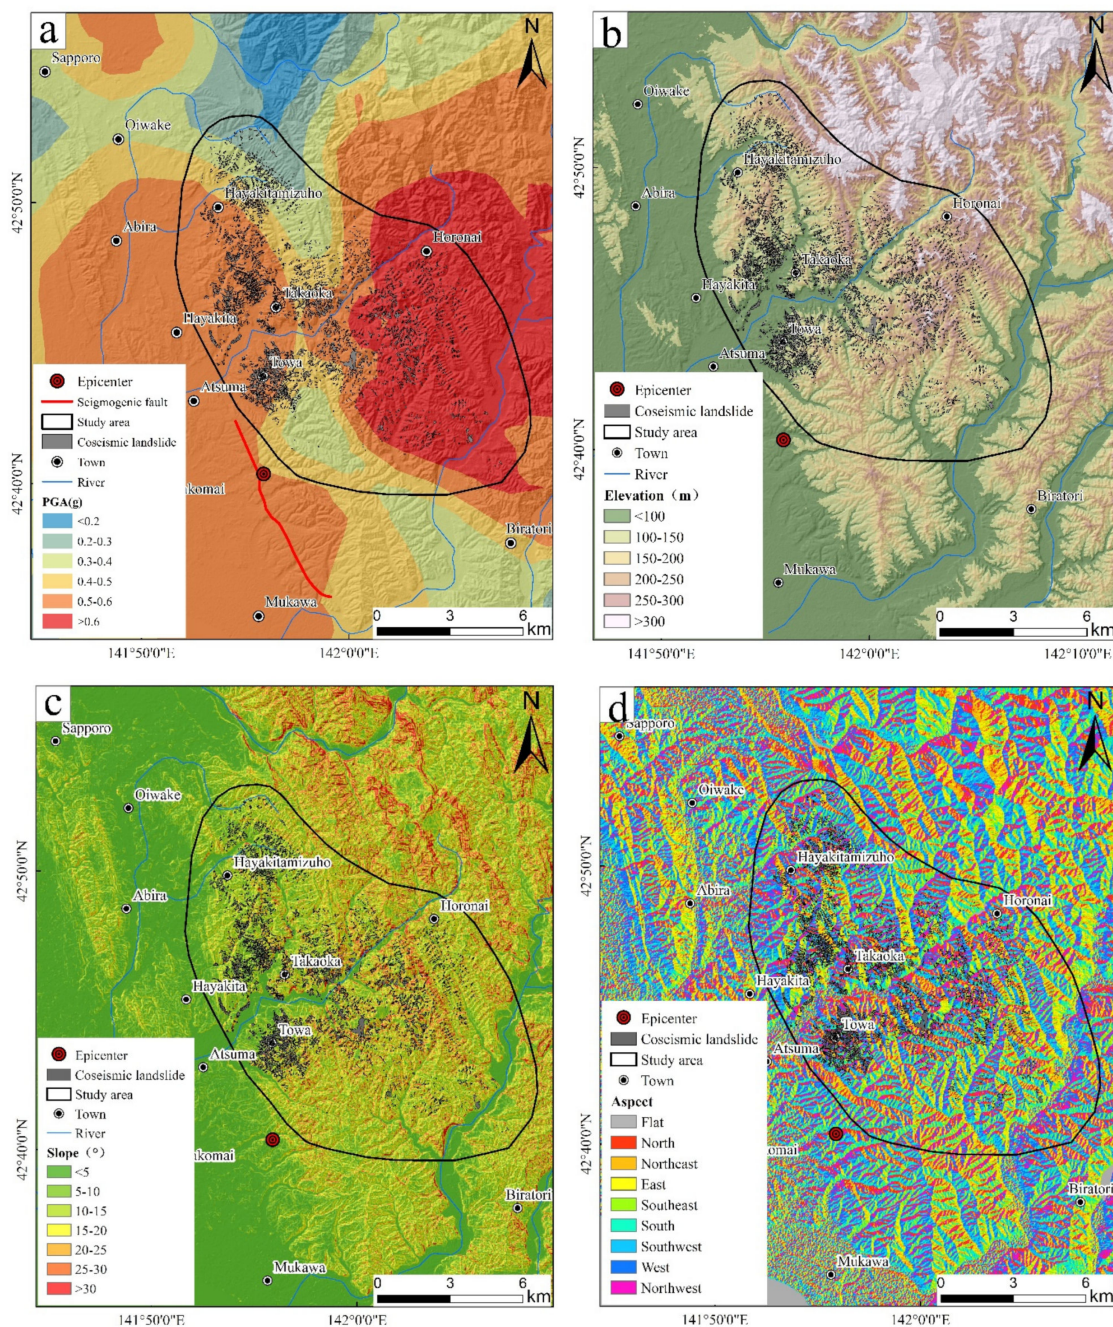 a
N
Sapporo
Oiwake
Hayakitamizuho
Abira
Horonai
Takaoka
Hayakita
Towa
Atsuma
Epicenter
Seigmogenic fault
Study area
Coseismic landslide
Town
River
PGA(g)
<0.2
0.2-0.3
0.3-0.4
0.4-0.5
0.5-0.6
>0.6
komai
Biratori
Mukawa
0 3 6
km
42°50'0"N
42°40'0"N
141°50'0"E
142°0'0"E
b
N
Oiwake
Hayakitamizuho
Abira
Horonai
Takaoka
Hayakita
Towa
Atsuma
Epicenter
Coseismic landslide
Study area
Town
River
Elevation（m）
<100
100-150
150-200
200-250
250-300
>300
Biratori
Mukawa
0 3 6
km
42°50'0"N
42°40'0"N
141°50'0"E
142°0'0"E
142°10'0"E
c
N
Sapporo
Oiwake
Hayakitamizuho
Abira
Horonai
Takaoka
Hayakita
Towa
Atsuma
Epicenter
Coseismic landslide
Study area
Town
River
Slope（°）
<5
5-10
10-15
15-20
20-25
25-30
>30
komai
Biratori
Mukawa
0 3 6
km
42°50'0"N
42°40'0"N
141°50'0"E
142°0'0"E
d
N
Sapporo
Oiwake
Hayakitamizuho
Abira
Horonai
Takaoka
Hayakita
Towa
Atsuma
Epicenter
Coseismic landslide
Study area
Town
Aspect
Flat
North
Northeast
East
Southeast
South
Southwest
West
Northwest
omai
Biratori
Mukawa
0 3 6
km
42°50'0"N
42°40'0"N
141°50'0"E
142°0'0"E